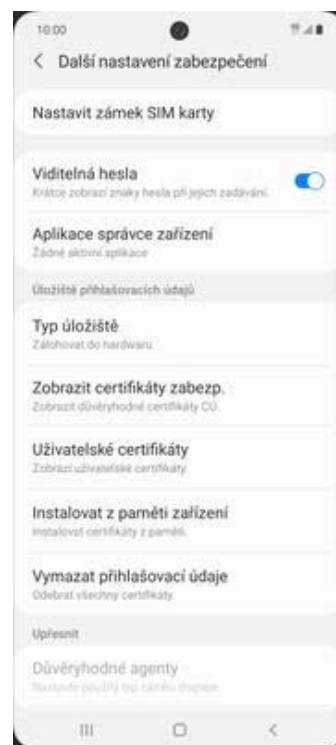 10:00
Další nastavení zabezpečení
Nastavit zámek SIM karty
Viditelná hesla
Krátce zobrazí znaky hesla při jejich zadávání.
Aplikace správce zařízení
Žádné aktivní aplikace
Úložiště přihlašovacích údajů
Typ úložiště
Zálohovat do hardwaru
Zobrazit certifikáty zabezp.
Zobrazit důvěryhodné certifikáty CÚ.
Uživatelské certifikáty
Zobrazí uživatelské certifikáty
Instalovat z paměti zařízení
Instalovat certifikáty z paměti.
Vymazat přihlašovací údaje
Odebrat všechny certifikáty.
Upřesnit
Důvěryhodné agenty